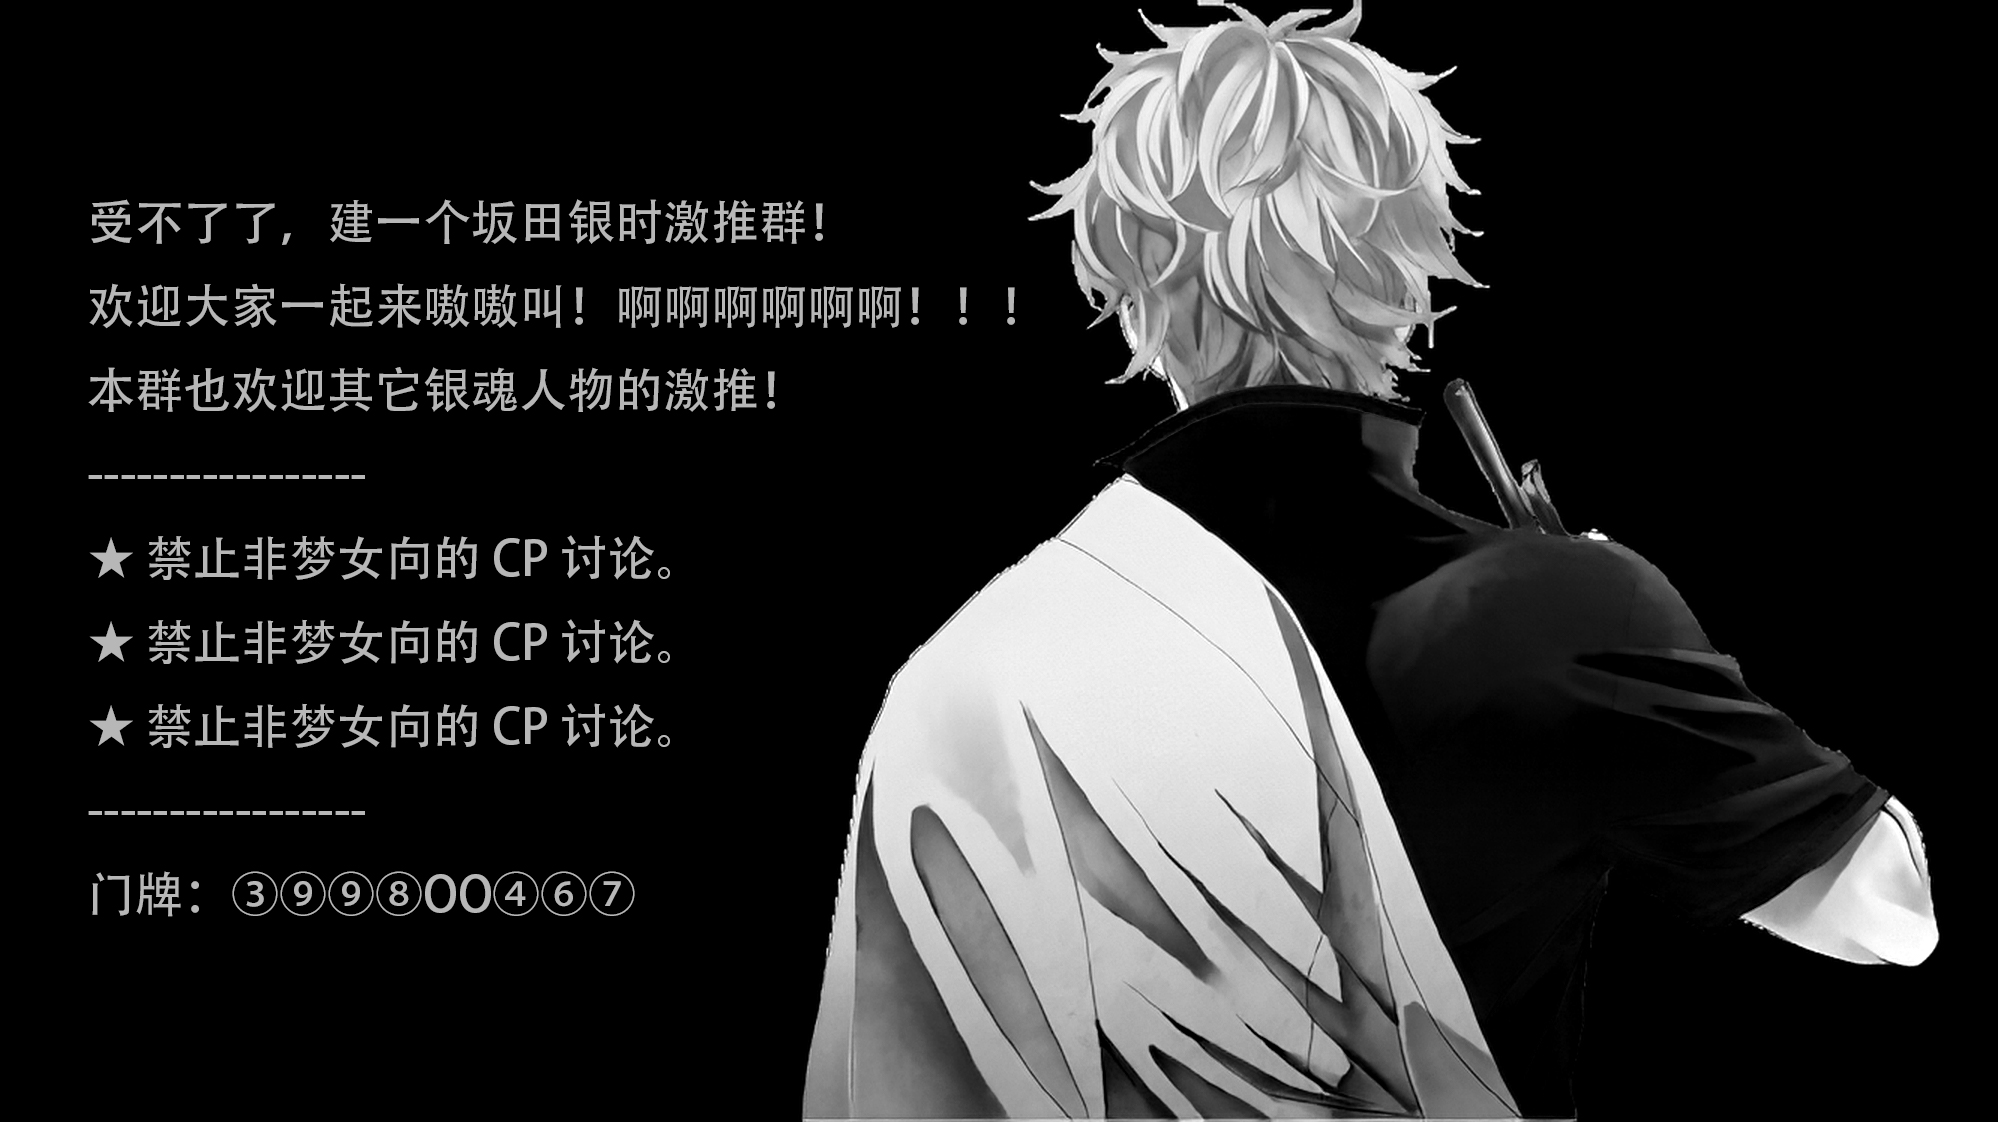 受不了了，建一个坂田银时激推群！
欢迎大家一起来嗷嗷叫！啊啊啊啊啊啊！！！
本群也欢迎其它银魂人物的激推！
-----------------
★ 禁止非梦女向的 CP 讨论。
★ 禁止非梦女向的 CP 讨论。
★ 禁止非梦女向的 CP 讨论。
-----------------
门牌：③⑨⑨⑧OO④⑥⑦